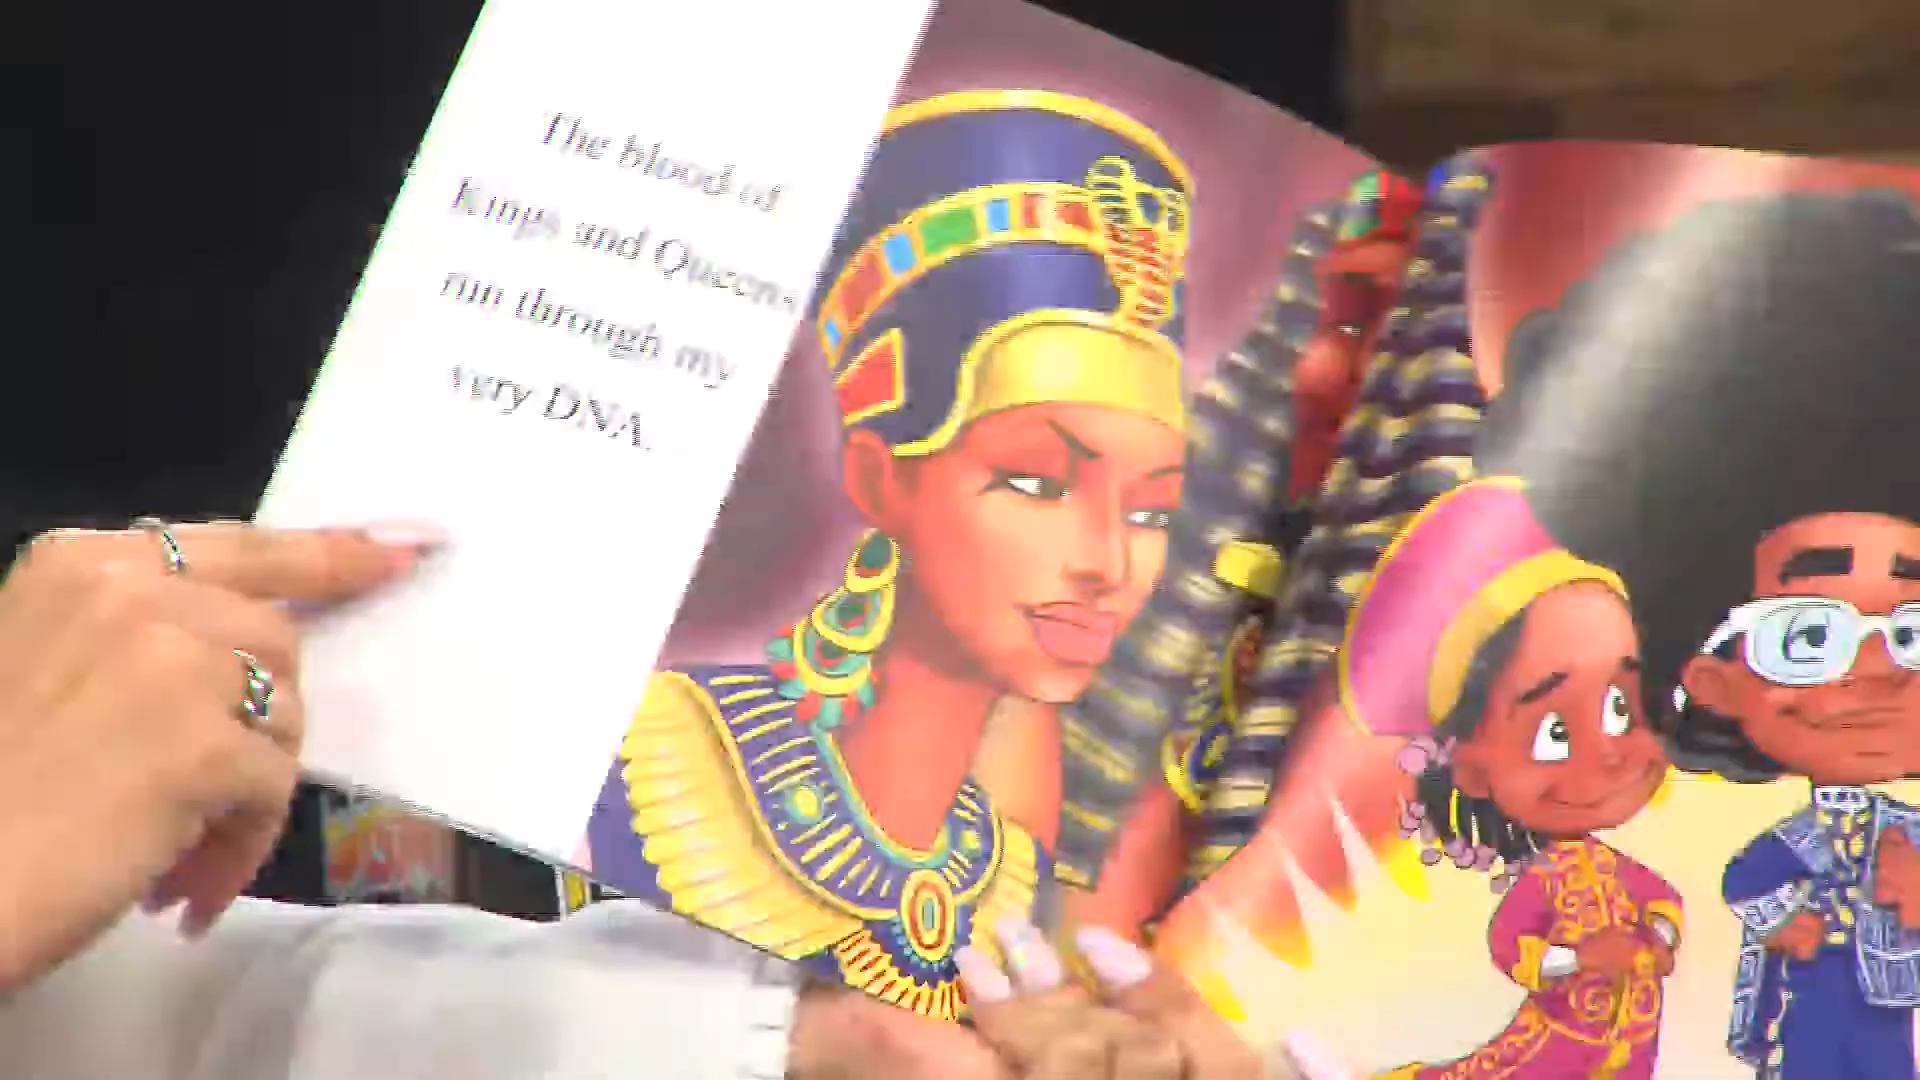 The blood of
Kings and Queens
run through my
very DNA.